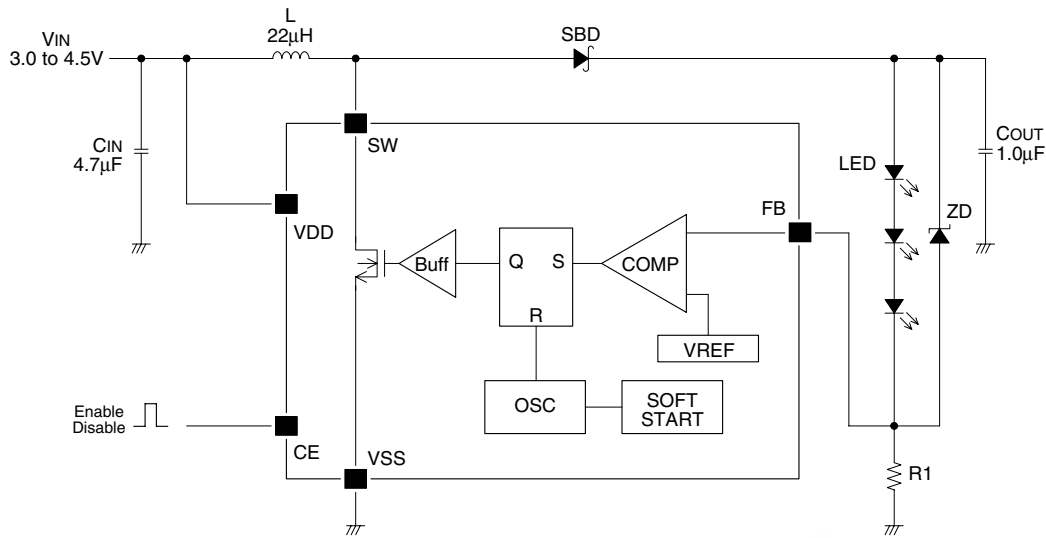 L
22μH
VIN
3.0 to 4.5V
SBD
CIN
4.7μF
SW
COUT
1.0μF
LED
VDD
FB
ZD
Buff
Q S
COMP
R
VREF
OSC
SOFT
START
Enable
Disable
CE
VSS
R1